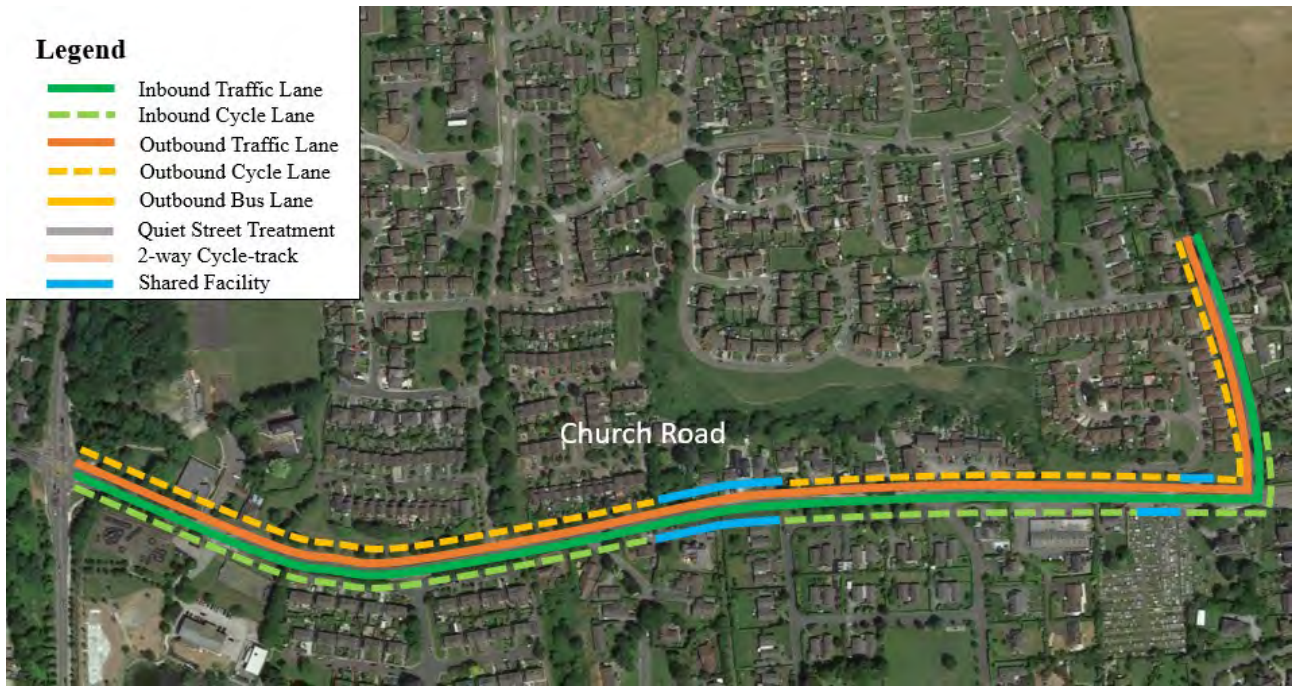 Legend
Inbound Traffic Lane
Inbound Cycle Lane
Outbound Traffic Lane
Outbound Cycle Lane
Outbound Bus Lane
Quiet Street Treatment
2-way Cycle-track
Shared Facility
Church Road